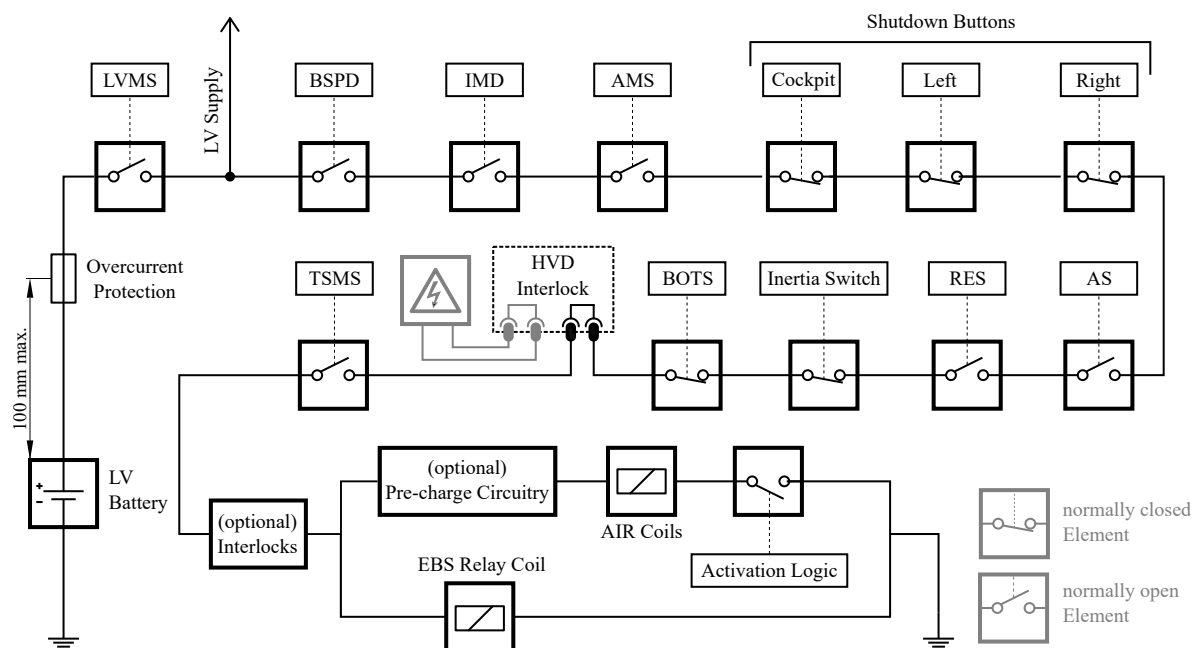 Shutdown Buttons
LVMS
BSPD
IMD
AMS
Cockpit
Left
Right
LV Supply
Overcurrent
Protection
100 mm max.
TSMS
HVD
Interlock
BOTS
Inertia Switch
RES
AS
+
-
LV
Battery
(optional)
Interlocks
(optional)
Pre-charge Circuitry
AIR Coils
Activation Logic
EBS Relay Coil
normally closed
Element
normally open
Element